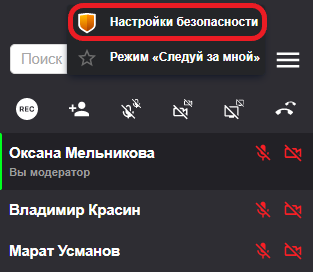 Настройки безопасности
Поиск
Режим «Следуй за мной»
REC
Оксана Мельникова
Вы модератор
Владимир Красин
Марат Усманов